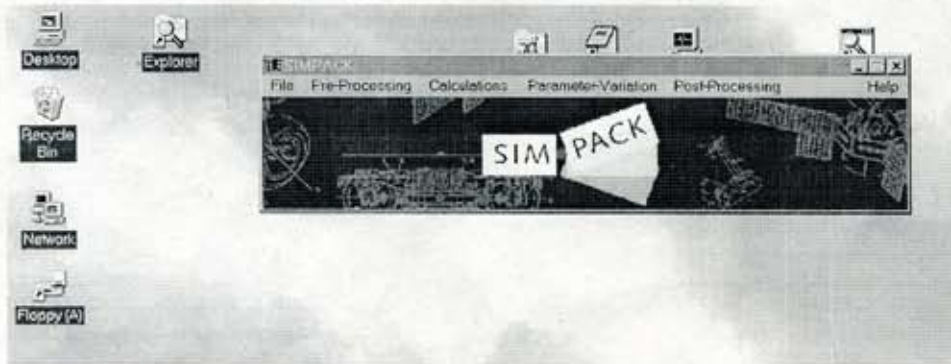 Desktop
Explorer
SIMPACK
File Pre-Processing Calculations Parameter-Variation Post-Processing Help
SIM PACK
Recycle
Bin
Network
Floppy (A)